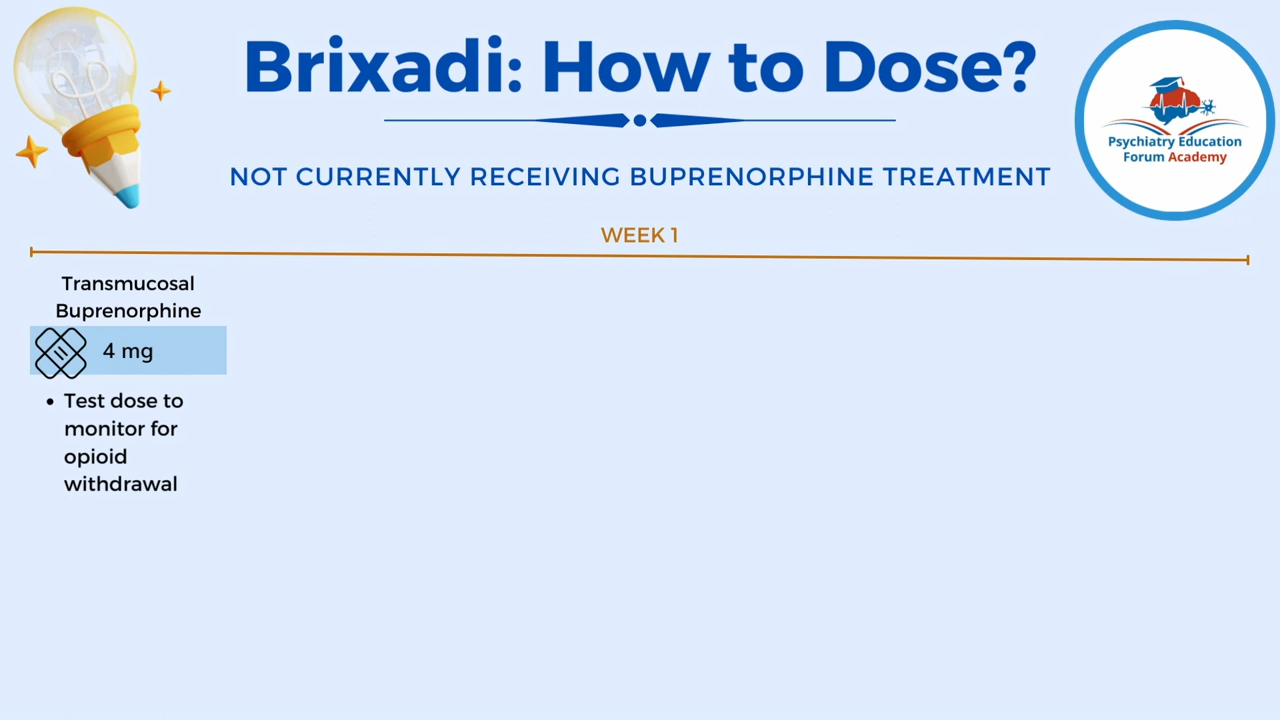 Brixadi: How to Dose?
Psychiatry Education
Forum Academy
NOT CURRENTLY RECEIVING BUPRENORPHINE TREATMENT
WEEK 1
Transmucosal
Buprenorphine
4 mg
• Test dose to
monitor for
opioid
withdrawal